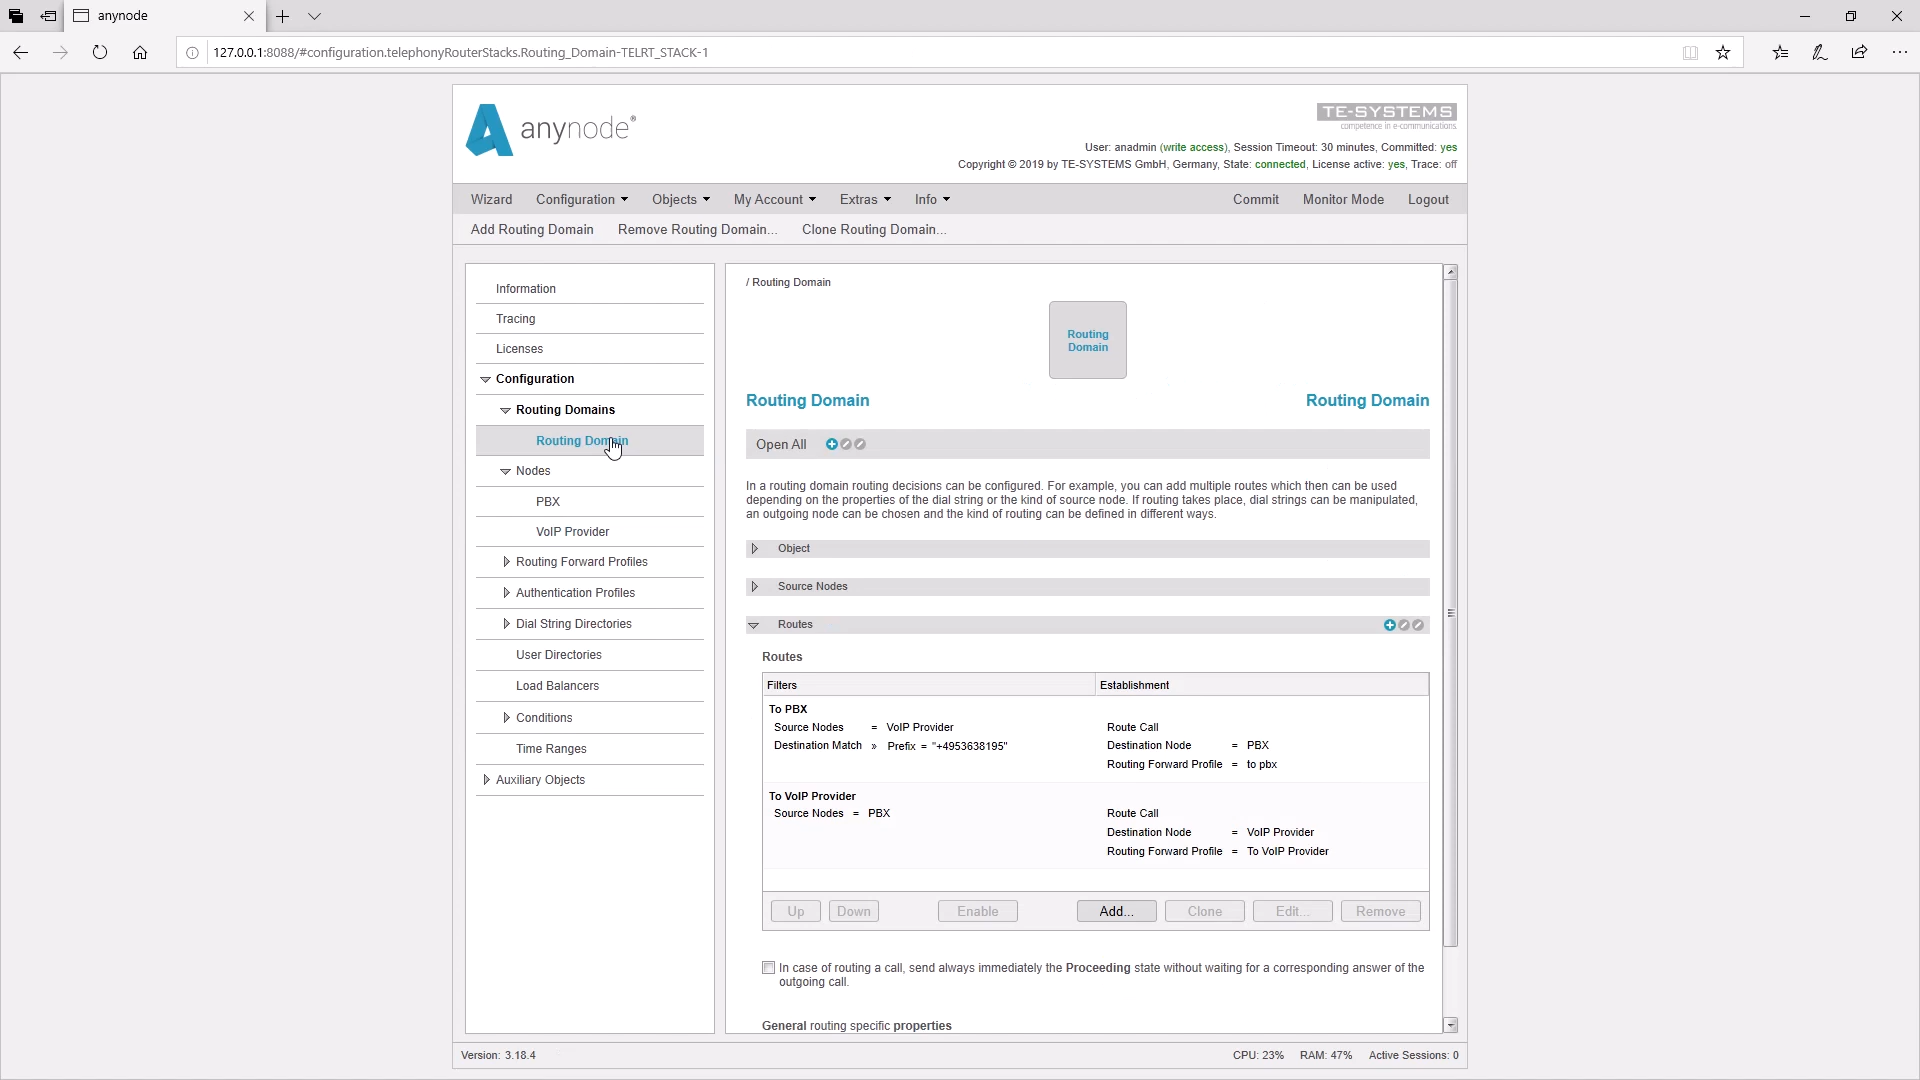 anynode
127.0.0.1:8088/#configuration.telephonyRouterStacks.Routing_Domain-TELRT_STACK-1
anynode®
TE-SYSTEMS
competence in e-communications.
User: anadmin (write access), Session Timeout: 30 minutes, Committed: yes
Copyright © 2019 by TE-SYSTEMS GmbH, Germany, State: connected, License active: yes, Trace: off
Wizard Configuration Objects My Account Extras Info Commit Monitor Mode Logout
Add Routing Domain Remove Routing Domain... Clone Routing Domain...
Information
Tracing
Licenses
Configuration
Routing Domains
Routing Domain
Nodes
PBX
VoIP Provider
Routing Forward Profiles
Authentication Profiles
Dial String Directories
User Directories
Load Balancers
Conditions
Time Ranges
Auxiliary Objects
/ Routing Domain
Routing
Domain
Routing Domain Routing Domain
Open All
In a routing domain routing decisions can be configured. For example, you can add multiple routes which then can be used
depending on the properties of the dial string or the kind of source node. If routing takes place, dial strings can be manipulated,
an outgoing node can be chosen and the kind of routing can be defined in different ways.
Object
Source Nodes
Routes
Routes
Filters Establishment
To PBX
Source Nodes = VoIP Provider Route Call
Destination Match » Prefix = "+4953638195" Destination Node = PBX
Routing Forward Profile = to pbx
To VoIP Provider
Source Nodes = PBX Route Call
Destination Node = VoIP Provider
Routing Forward Profile = To VoIP Provider
Up Down Enable Add... Clone Edit... Remove
In case of routing a call, send always immediately the Proceeding state without waiting for a corresponding answer of the
outgoing call.
General routing specific properties
Version: 3.18.4 CPU: 23% RAM: 47% Active Sessions: 0